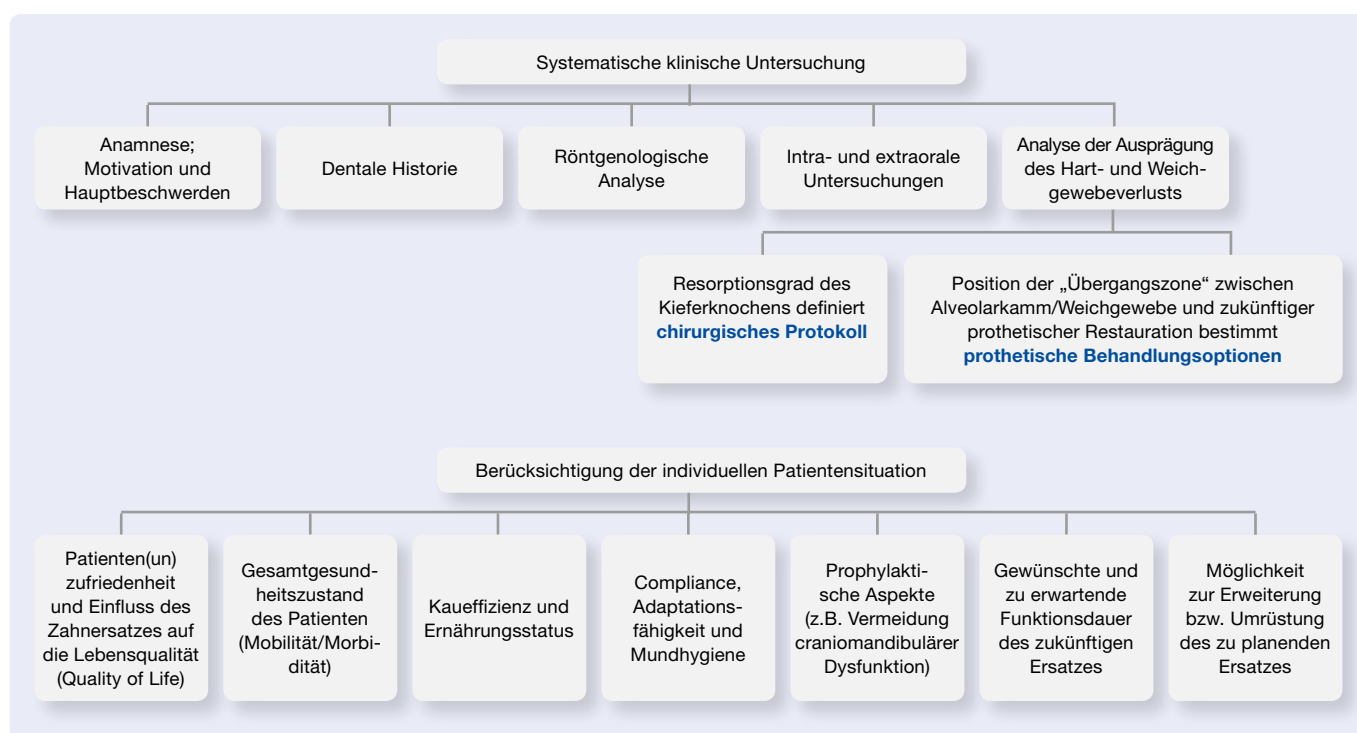 Systematische klinische Untersuchung
Anamnese;
Motivation und
Hauptbeschwerden
Dentale Historie
Röntgenologische
Analyse
Intra- und extraorale
Untersuchungen
Analyse der Ausprägung
des Hart- und Weich-
gewebeverlusts
Resorptionsgrad des
Kieferknochens definiert
chirurgisches Protokoll
Position der „Übergangszone“ zwischen
Alveolarkamm/Weichgewebe und zukünftiger
prothetischer Restauration bestimmt
prothetische Behandlungsoptionen
Berücksichtigung der individuellen Patientensituation
Patienten(un)
zufriedenheit
und Einfluss des
Zahnersatzes auf
die Lebensqualität
(Quality of Life)
Gesamtgesund-
heitszustand
des Patienten
(Mobilität/Morbi-
dität)
Kaueffizienz und
Ernährungsstatus
Compliance,
Adaptations-
fähigkeit und
Mundhygiene
Prophylakti-
sche Aspekte
(z.B. Vermeidung
craniomandibulärer
Dysfunktion)
Gewünschte und
zu erwartende
Funktionsdauer
des zukünftigen
Ersatzes
Möglichkeit
zur Erweiterung
bzw. Umrüstung
des zu planenden
Ersatzes